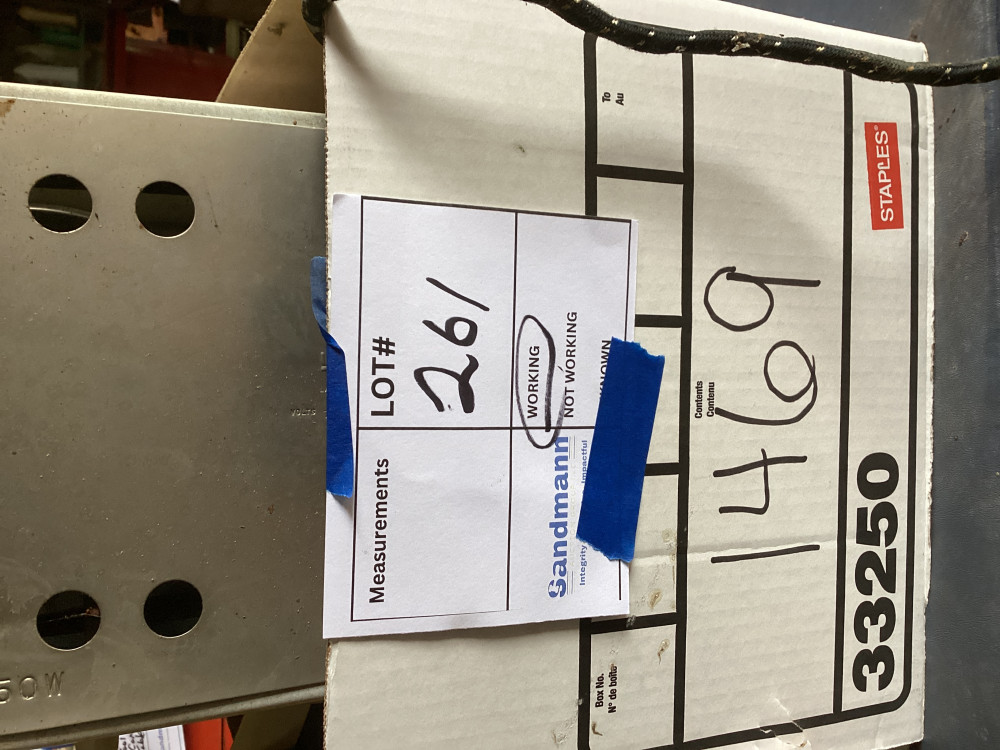 To
Au
STAPLES®
LOT#
261
Measurements
WORKING
NOT WORKING
Sandmann
Integrity
Impactful
Contents
Contenu
1469
Box No.
N° de boîte
33250
VOLTS
50W